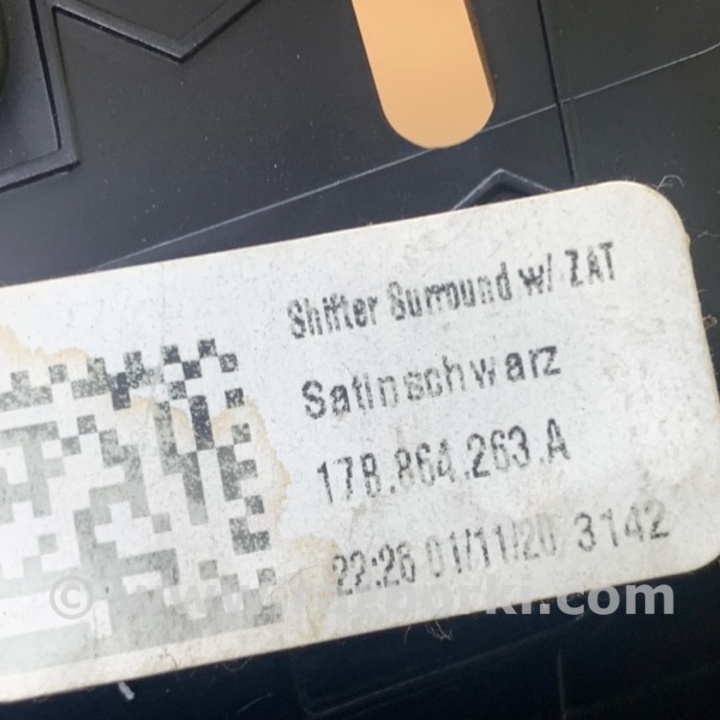 Shifter Surround w/ ZAT
Satinschwarz
17B.864.263.A
22:26 01/11/20 3142